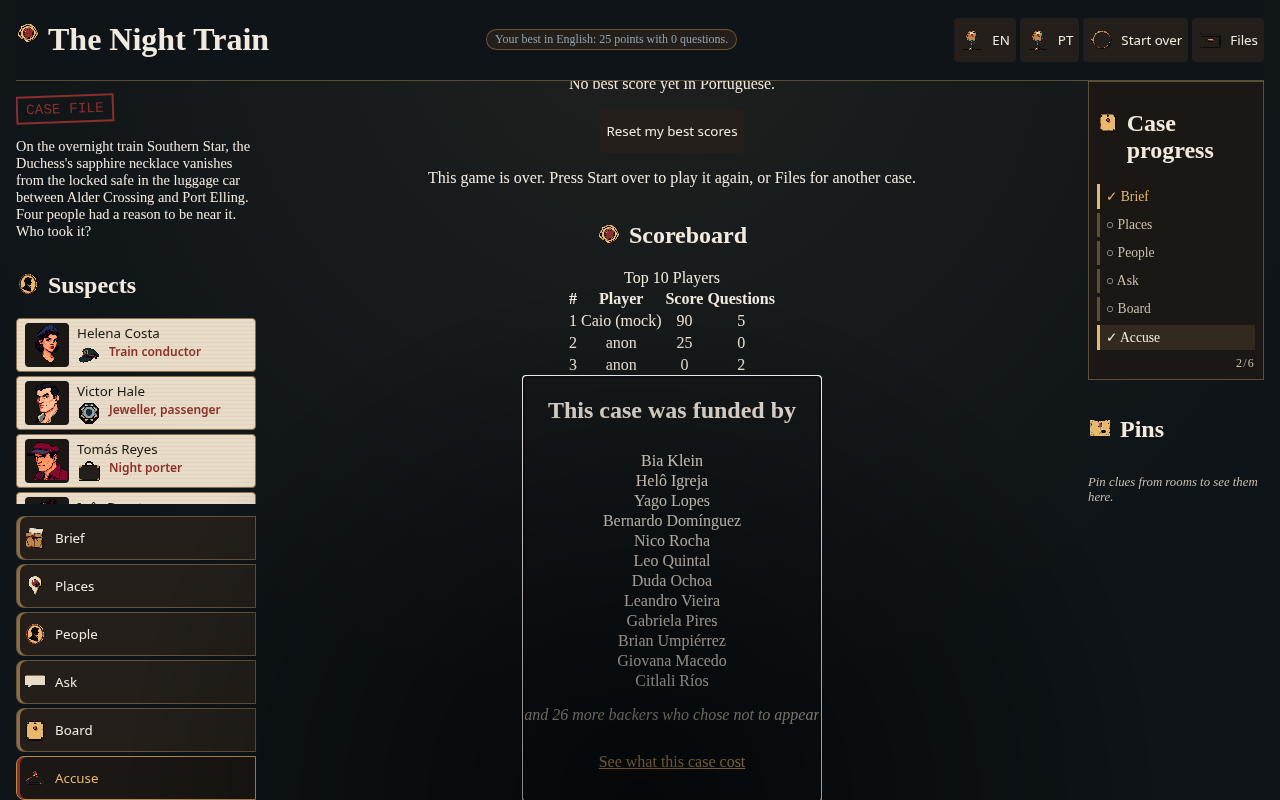 The Night Train
Your best in English: 25 points with 0 questions.
EN
PT
Start over
Files
CASE FILE
On the overnight train Southern Star, the
Duchess's sapphire necklace vanishes
from the locked safe in the luggage car
between Alder Crossing and Port Elling.
Four people had a reason to be near it.
Who took it?
Suspects
Helena Costa
Train conductor
Victor Hale
Jeweller, passenger
Tomás Reyes
Night porter
Brief
Places
People
Ask
Board
Accuse
No best score yet in Portuguese.
Reset my best scores
This game is over. Press Start over to play it again, or Files for another case.
Scoreboard
Top 10 Players
# Player Score Questions
1 Caio (mock) 90 5
2 anon 25 0
3 anon 0 2
This case was funded by
Bia Klein
Helô Igreja
Yago Lopes
Bernardo Domínguez
Nico Rocha
Leo Quintal
Duda Ochoa
Leandro Vieira
Gabriela Pires
Brian Umpiérrez
Giovana Macedo
Citlali Ríos
and 26 more backers who chose not to appear
See what this case cost
Case
progress
✓ Brief
○ Places
○ People
○ Ask
○ Board
✓ Accuse
2/6
Pins
Pin clues from rooms to see them
here.